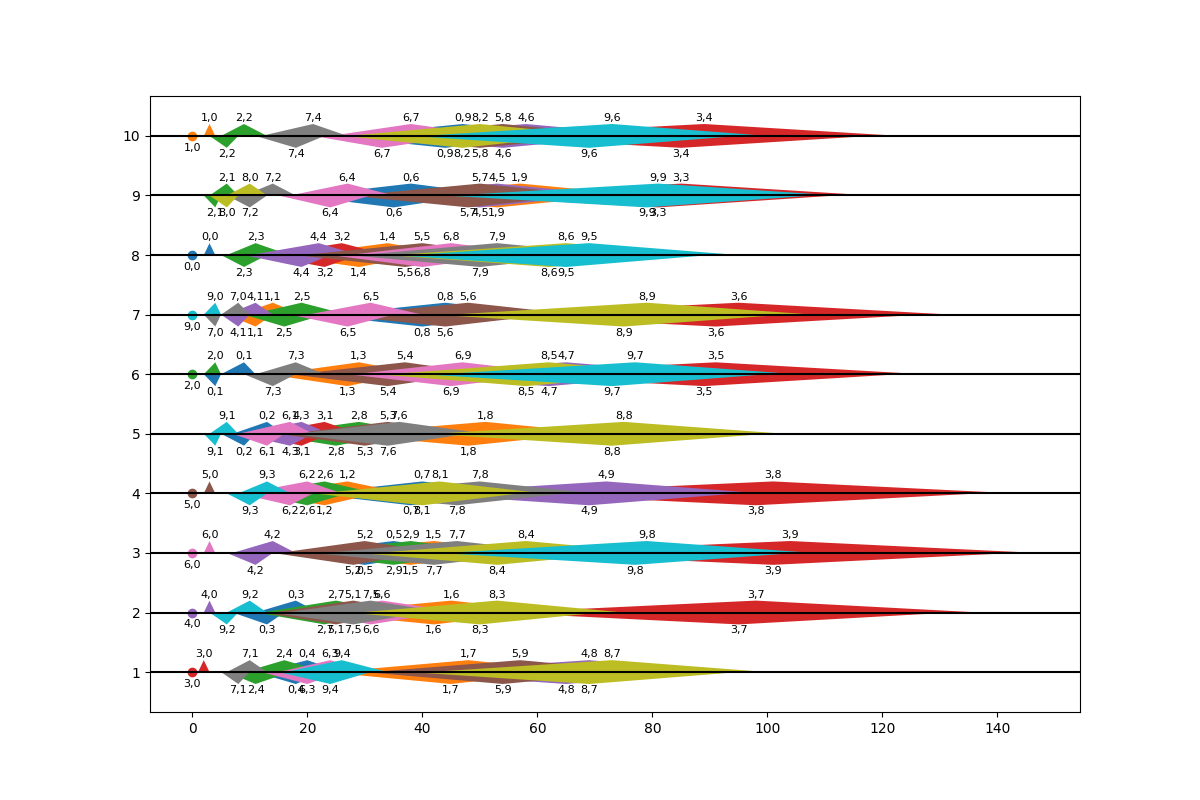 1,0 2,2 7,4 6,7 0,9 8,2 5,8 4,6 9,6 3,4
10
1,0 2,2 7,4 6,7 0,9 8,2 5,8 4,6 9,6 3,4
2,1 8,0 7,2 6,4 0,6 5,7 4,5 1,9 9,9 3,3
9
2,1 8,0 7,2 6,4 0,6 5,7 4,5 1,9 9,9 3,3
0,0 2,3 4,4 3,2 1,4 5,5 6,8 7,9 8,6 9,5
8
0,0 2,3 4,4 3,2 1,4 5,5 6,8 7,9 8,6 9,5
9,0 7,0 4,1 1,1 2,5 6,5 0,8 5,6 8,9 3,6
7
9,0 7,0 4,1 1,1 2,5 6,5 0,8 5,6 8,9 3,6
2,0 0,1 7,3 1,3 5,4 6,9 8,5 4,7 9,7 3,5
6
2,0 0,1 7,3 1,3 5,4 6,9 8,5 4,7 9,7 3,5
9,1 0,2 6,1 4,3 3,1 2,8 5,3 7,6 1,8 8,8
5
9,1 0,2 6,1 4,3 3,1 2,8 5,3 7,6 1,8 8,8
5,0 9,3 6,2 2,6 1,2 0,7 8,1 7,8 4,9 3,8
4
5,0 9,3 6,2 2,6 1,2 0,7 8,1 7,8 4,9 3,8
6,0 4,2 5,2 0,5 2,9 1,5 7,7 8,4 9,8 3,9
3
6,0 4,2 5,2 0,5 2,9 1,5 7,7 8,4 9,8 3,9
4,0 9,2 0,3 2,7 5,1 7,5 6,6 1,6 8,3 3,7
2
4,0 9,2 0,3 2,7 5,1 7,5 6,6 1,6 8,3 3,7
3,0 7,1 2,4 0,4 6,3 9,4 1,7 5,9 4,8 8,7
1
3,0 7,1 2,4 0,4 6,3 9,4 1,7 5,9 4,8 8,7
0 20 40 60 80 100 120 140